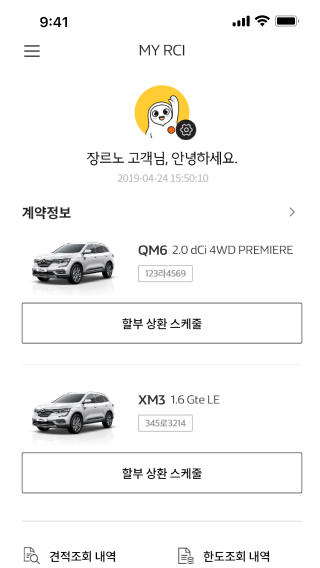 9:41
MY RCI
장르노 고객님, 안녕하세요.
2019-04-24 15:50:10
계약정보
QM6 2.0 dCi 4WD PREMIERE
123라4569
할부 상환 스케줄
XM3 1.6 Gte LE
345로3214
할부 상환 스케줄
견적조회 내역 한도조회 내역